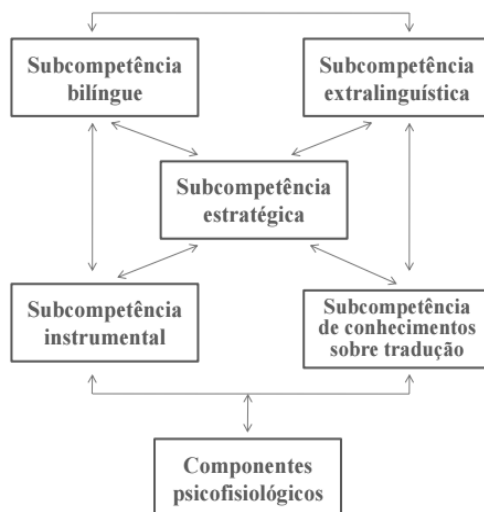 Subcompetência
bilíngue
Subcompetência
extralinguística
Subcompetência
estratégica
Subcompetência
instrumental
Subcompetência
de conhecimentos
sobre tradução
Componentes
psicofisiológicos